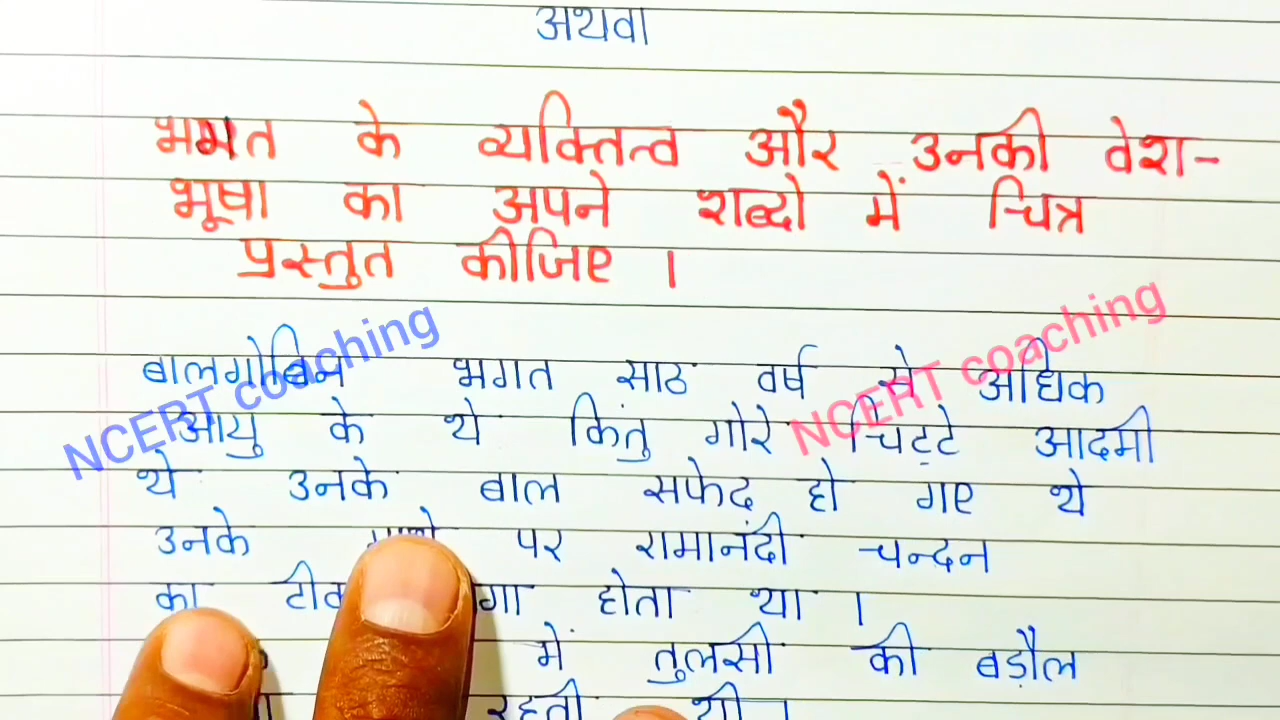 अथवा
भगत के व्यक्तित्व और उनकी वेश-
भूषा का अपने शब्दो में चित्र
प्रस्तुत कीजिए ।
बालगोबिन भगत साठ वर्ष से अधिक
आयु के थे किंतु गोरे चिट्टे आदमी
थे उनके बाल सफेद हो गए थे
उनके पर रामानंदी चन्दन
का होता था ।
में तुलसी की बड़ौल
रहती थी ।
NCERT coaching
NCERT coaching